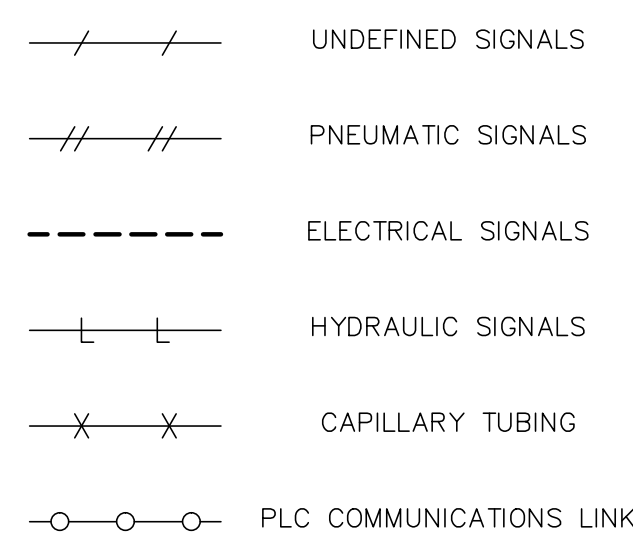 UNDEFINED SIGNALS
PNEUMATIC SIGNALS
ELECTRICAL SIGNALS
HYDRAULIC SIGNALS
CAPILLARY TUBING
PLC COMMUNICATIONS LINK